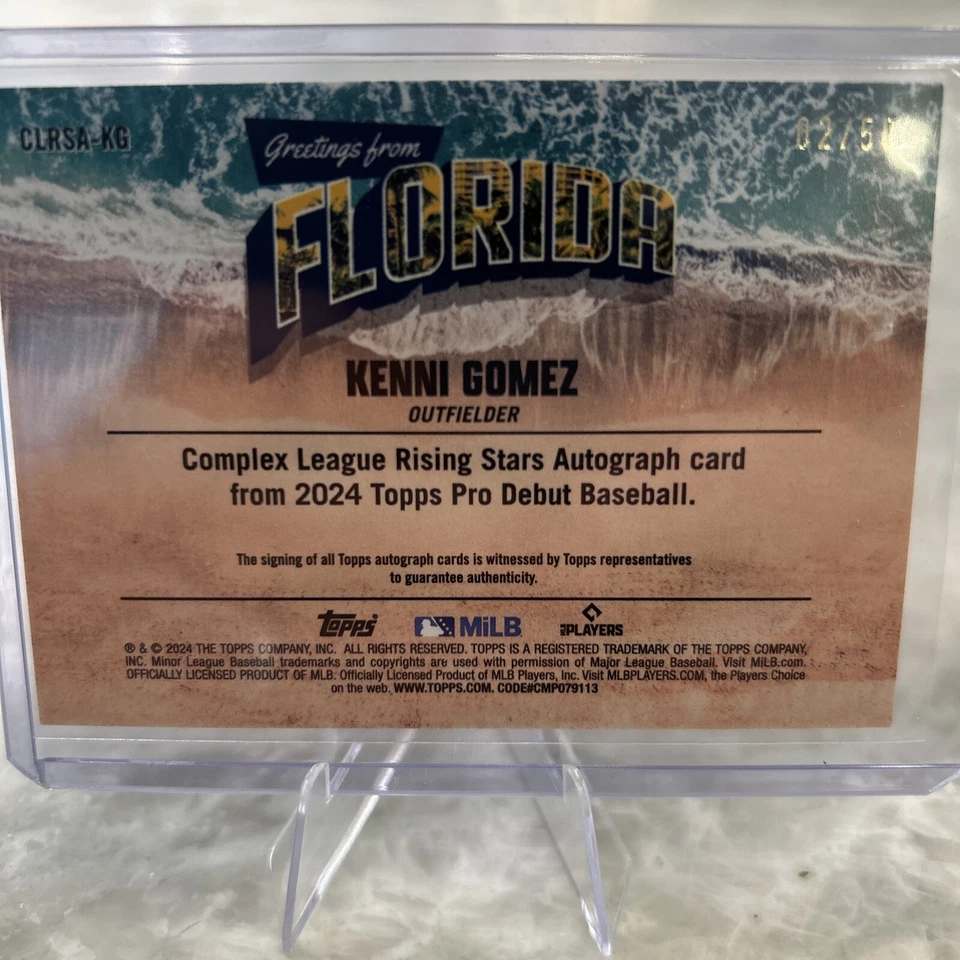 CLRSA-KG
Greetings from
FLORIDA
KENNI GOMEZ
OUTFIELDER
Complex League Rising Stars Autograph card
from 2024 Topps Pro Debut Baseball.
The signing of all Topps autograph cards is witnessed by Topps representatives
to guarantee authenticity.
Topps MiLB PLAYERS
® & © 2024 THE TOPPS COMPANY, INC. ALL RIGHTS RESERVED. TOPPS IS A REGISTERED TRADEMARK OF THE TOPPS COMPANY,
INC. Minor League Baseball trademarks and copyrights are used with permission of Major League Baseball. Visit MiLB.com.
OFFICIALLY LICENSED PRODUCT OF MLB. Officially Licensed Product of MLB Players, Inc. Visit MLBPLAYERS.COM, the Players Choice
on the web. WWW.TOPPS.COM. CODE#CMP079113